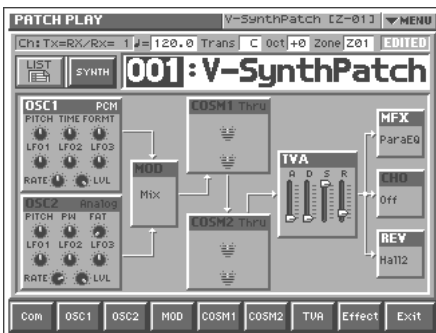 PATCH PLAY V-SynthPatch [Z-01] MENU
Ch:Tx=RX/Rx= 1 ♩= 120.0 Trans C Oct +0 Zone Z01 EDITED
LIST SYNTH 001:V-SynthPatch
OSC1 PCM
PITCH TIME FORMT
LFO1 LFO2 LFO3
RATE LVL
OSC2 Analog
PITCH PW FAT
LFO1 LFO2 LFO3
RATE LVL
MOD
Mix
COSM1 Thru
COSM2 Thru
TVA
A D S R
MFX
ParaEQ
CHO
Off
REV
Hall2
Com OSC1 OSC2 MOD COSM1 COSM2 TVA Effect Exit